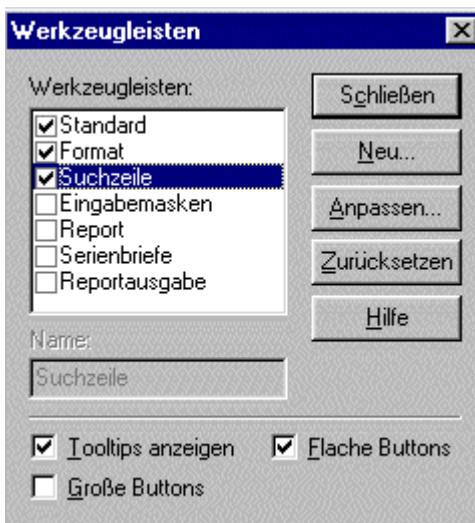 Werkzeugleisten
Werkzeugleisten:
Standard
Format
Suchzeile
Eingabemasken
Report
Serienbriefe
Reportausgabe
Schließen
Neu...
Anpassen...
Zurücksetzen
Hilfe
Name:
Suchzeile
Tooltips anzeigen
Flache Buttons
Große Buttons